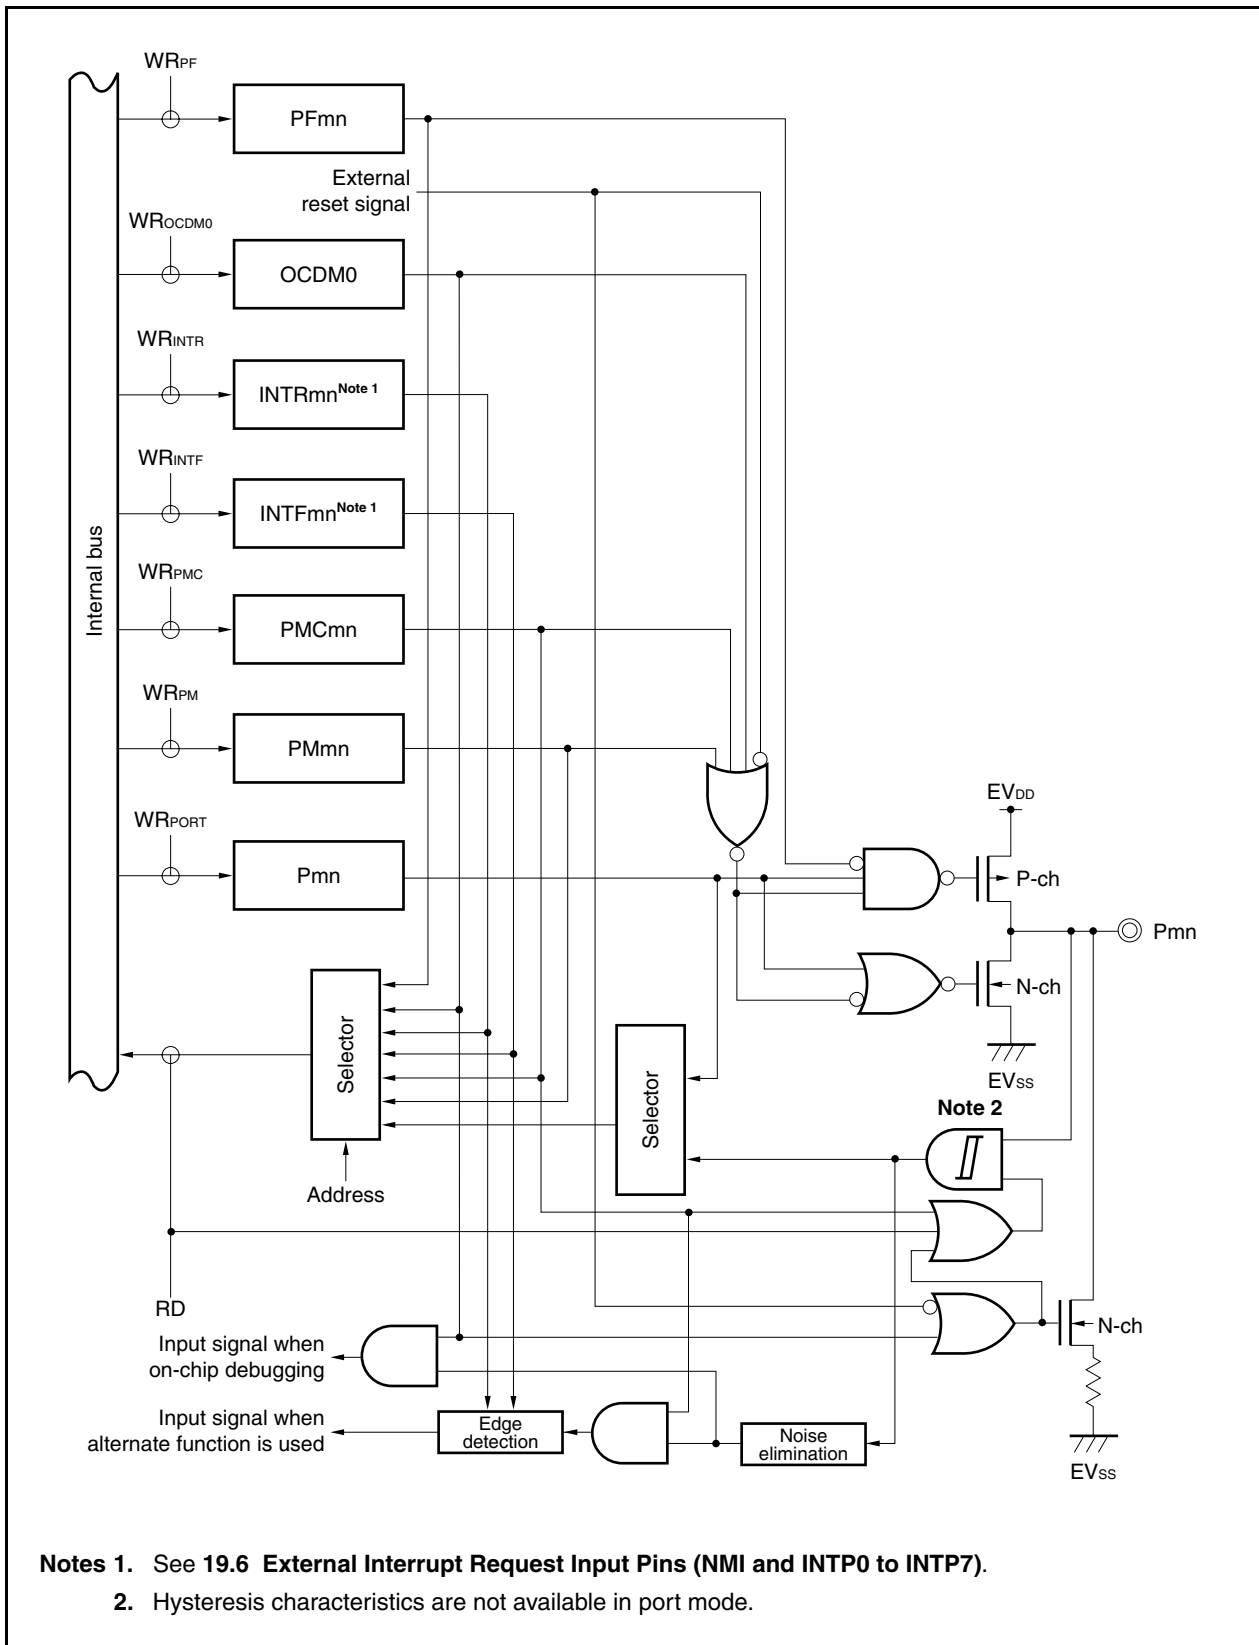 WRPF
PFmn
External
reset signal
WROCDM0
OCDM0
WRINTR
INTRmnNote 1
WRINTF
INTFmnNote 1
Internal bus
WRPMC
PMCmn
WRPM
PMmn
EVDD
WRPORT
Pmn
P-ch
Pmn
N-ch
Selector
Selector
EVSS
Note 2
Address
RD
N-ch
Input signal when
on-chip debugging
Input signal when
alternate function is used
Edge
detection
Noise
elimination
EVSS
Notes 1. See 19.6 External Interrupt Request Input Pins (NMI and INTP0 to INTP7).
2. Hysteresis characteristics are not available in port mode.